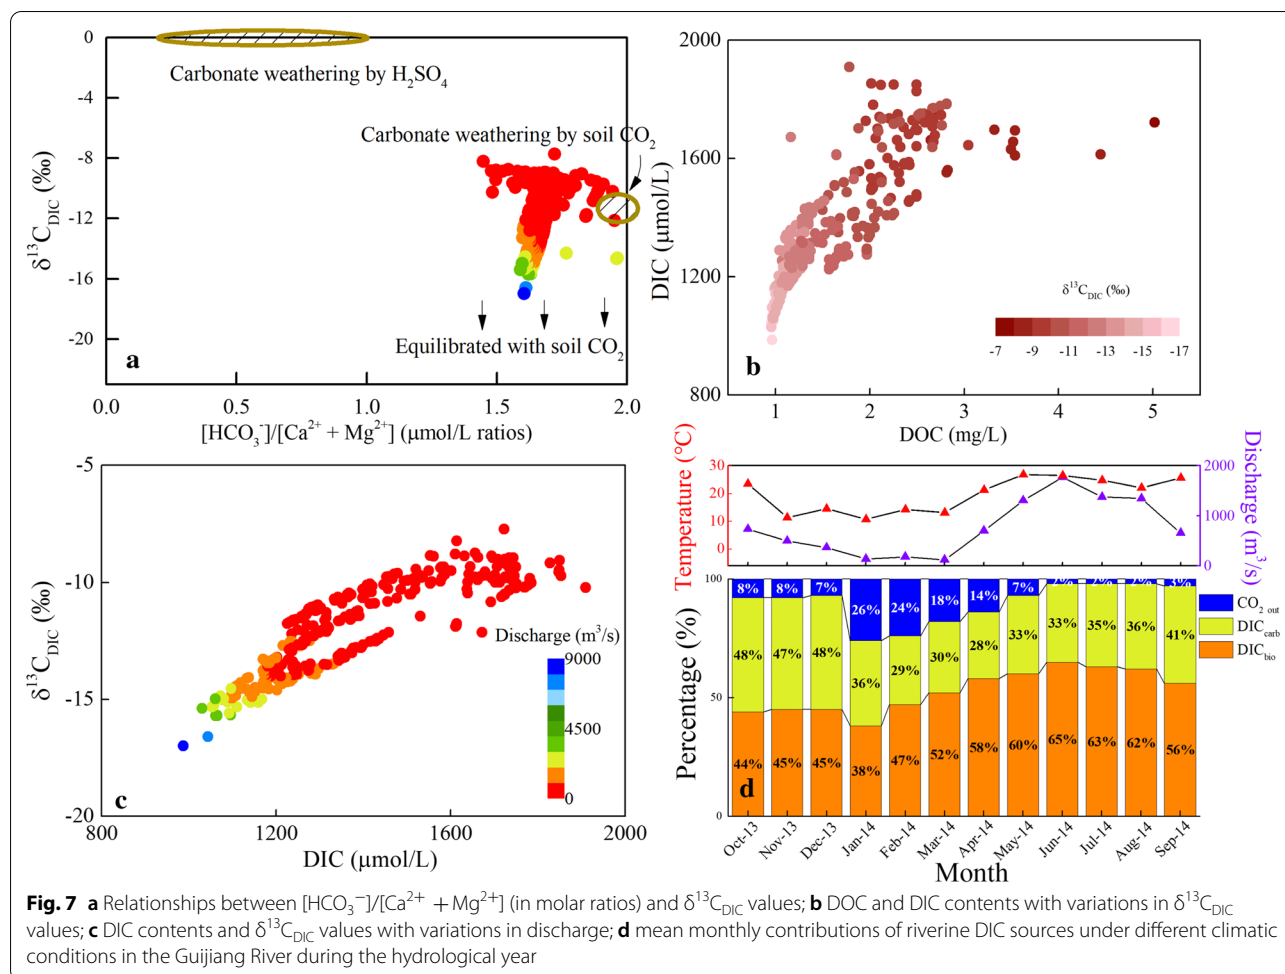 0
-4
-8
-12
-16
-20
δ¹³C_DIC (‰)
Carbonate weathering by H₂SO₄
Carbonate weathering by soil CO₂
Equilibrated with soil CO₂
a
0.0 0.5 1.0 1.5 2.0
[HCO₃⁻]/[Ca²⁺ + Mg²⁺] (μmol/L ratios)
2000
1600
1200
800
DIC (μmol/L)
δ¹³C_DIC (‰)
-7 -9 -11 -13 -15 -17
b
1 2 3 4 5
DOC (mg/L)
-5
-10
-15
-20
δ¹³C_DIC (‰)
Discharge (m³/s)
9000
4500
0
c
800 1200 1600 2000
DIC (μmol/L)
Temperature (°C)
30
20
10
0
Discharge (m³/s)
2000
1000
0
Percentage (%)
100
50
0
8% 8% 7% 26% 24% 18% 14% 7% 3%
48% 47% 48% 36% 29% 30% 28% 33% 33% 35% 36% 41%
44% 45% 45% 38% 47% 52% 58% 60% 65% 63% 62% 56%
CO₂ out
DIC_carb
DIC_bio
d
Oct-13 Nov-13 Dec-13 Jan-14 Feb-14 Mar-14 Apr-14 May-14 Jun-14 Jul-14 Aug-14 Sep-14
Month
Fig. 7 a Relationships between [HCO₃⁻]/[Ca²⁺ + Mg²⁺] (in molar ratios) and δ¹³C_DIC values; b DOC and DIC contents with variations in δ¹³C_DIC
values; c DIC contents and δ¹³C_DIC values with variations in discharge; d mean monthly contributions of riverine DIC sources under different climatic
conditions in the Guijiang River during the hydrological year